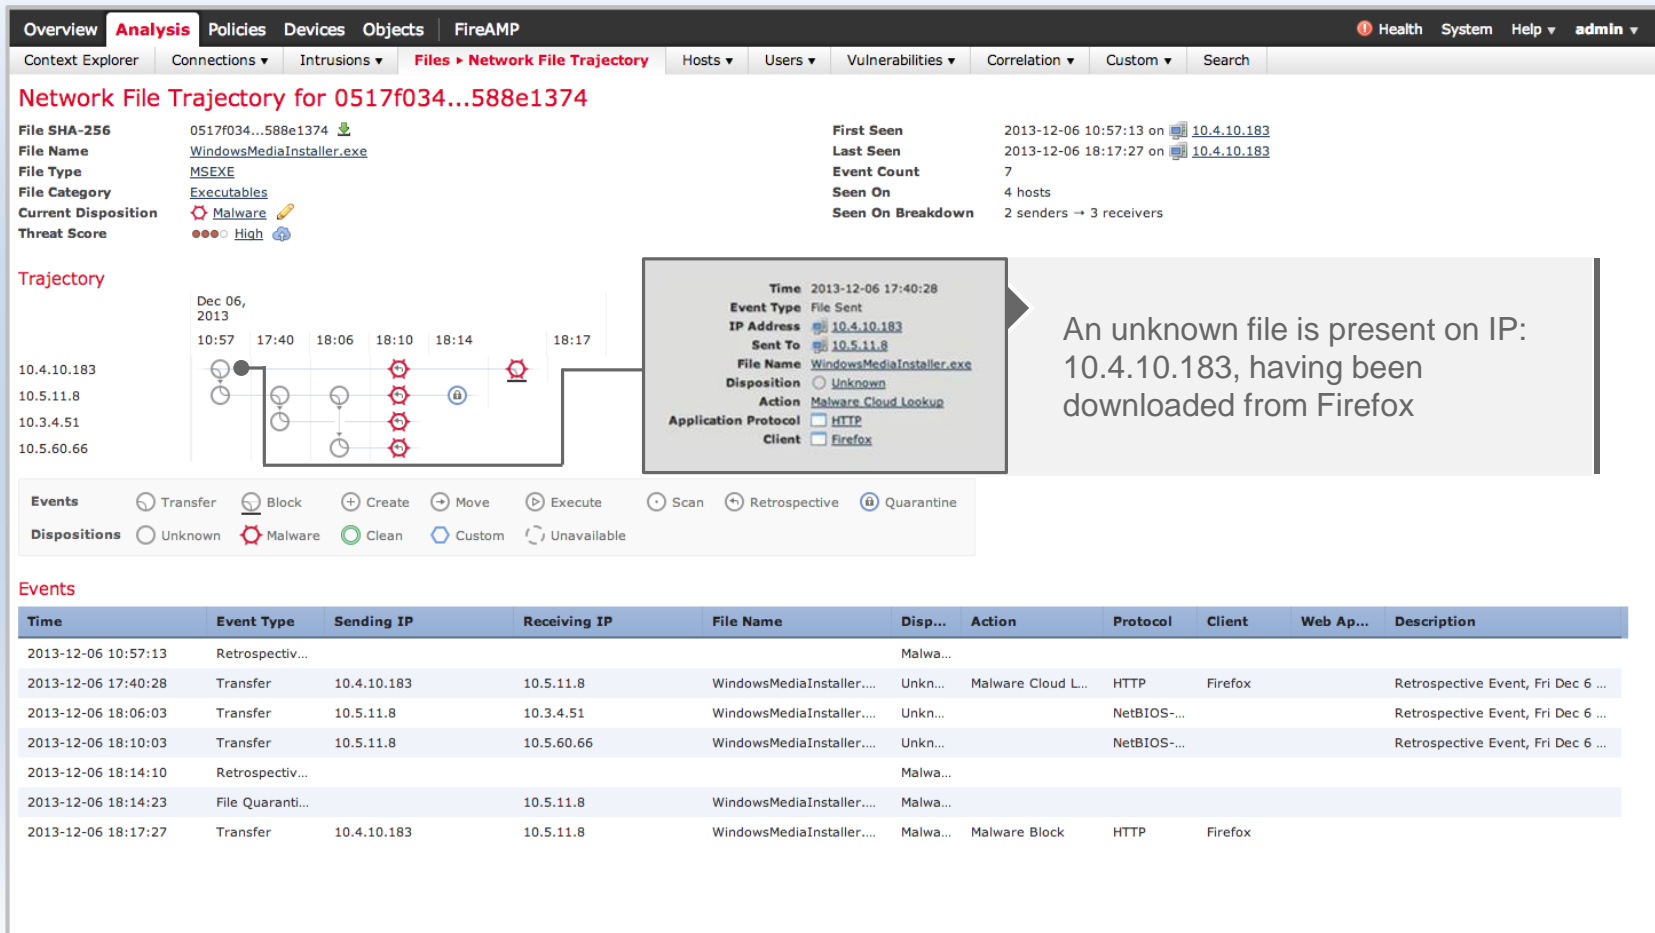 Overview Analysis Policies Devices Objects FireAMP Health System Help admin
Context Explorer Connections Intrusions Files ▸ Network File Trajectory Hosts Users Vulnerabilities Correlation Custom Search
Network File Trajectory for 0517f034...588e1374
File SHA-256 0517f034...588e1374
File Name WindowsMediaInstaller.exe
File Type MSEXE
File Category Executables
Current Disposition Malware
Threat Score High
First Seen 2013-12-06 10:57:13 on 10.4.10.183
Last Seen 2013-12-06 18:17:27 on 10.4.10.183
Event Count 7
Seen On 4 hosts
Seen On Breakdown 2 senders → 3 receivers
Trajectory
Dec 06,
2013
10:57 17:40 18:06 18:10 18:14 18:17
10.4.10.183
10.5.11.8
10.3.4.51
10.5.60.66
Time 2013-12-06 17:40:28
Event Type File Sent
IP Address 10.4.10.183
Sent To 10.5.11.8
File Name WindowsMediaInstaller.exe
Disposition Unknown
Action Malware Cloud Lookup
Application Protocol HTTP
Client Firefox
An unknown file is present on IP:
10.4.10.183, having been
downloaded from Firefox
Events Transfer Block Create Move Execute Scan Retrospective Quarantine
Dispositions Unknown Malware Clean Custom Unavailable
Events
Time Event Type Sending IP Receiving IP File Name Disp... Action Protocol Client Web Ap... Description
2013-12-06 10:57:13 Retrospectiv... Malwa...
2013-12-06 17:40:28 Transfer 10.4.10.183 10.5.11.8 WindowsMediaInstaller.... Unkn... Malware Cloud L... HTTP Firefox Retrospective Event, Fri Dec 6 ...
2013-12-06 18:06:03 Transfer 10.5.11.8 10.3.4.51 WindowsMediaInstaller.... Unkn... NetBIOS-... Retrospective Event, Fri Dec 6 ...
2013-12-06 18:10:03 Transfer 10.5.11.8 10.5.60.66 WindowsMediaInstaller.... Unkn... NetBIOS-... Retrospective Event, Fri Dec 6 ...
2013-12-06 18:14:10 Retrospectiv... Malwa...
2013-12-06 18:14:23 File Quaranti... 10.5.11.8 WindowsMediaInstaller.... Malwa...
2013-12-06 18:17:27 Transfer 10.4.10.183 10.5.11.8 WindowsMediaInstaller.... Malwa... Malware Block HTTP Firefox